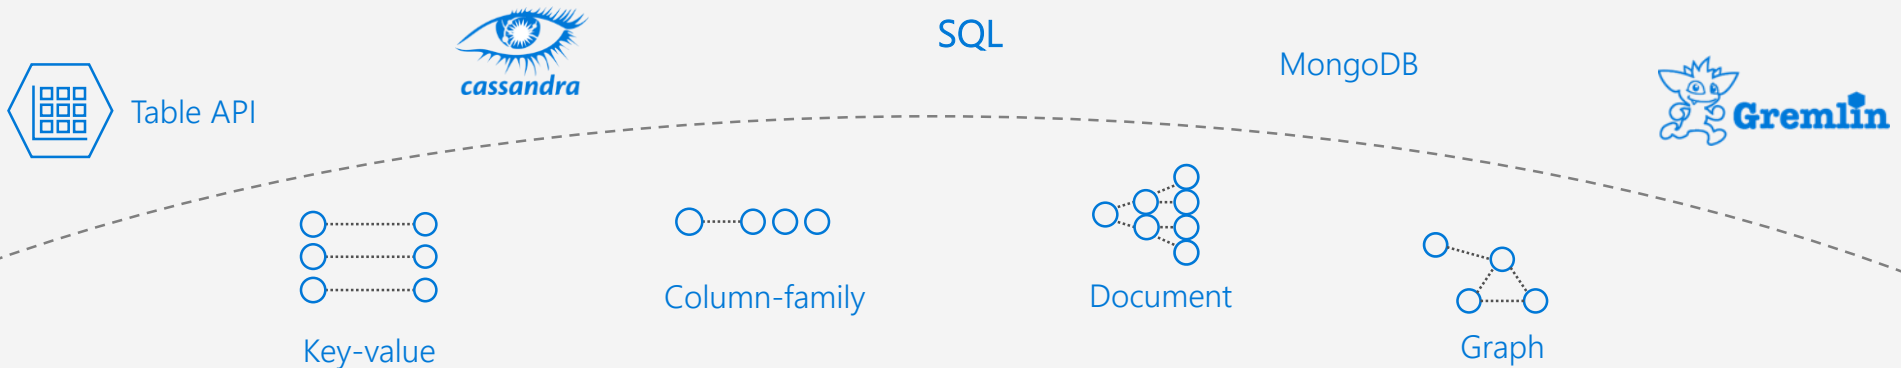 Table API
cassandra
SQL
MongoDB
Gremlin
Key-value
Column-family
Document
Graph